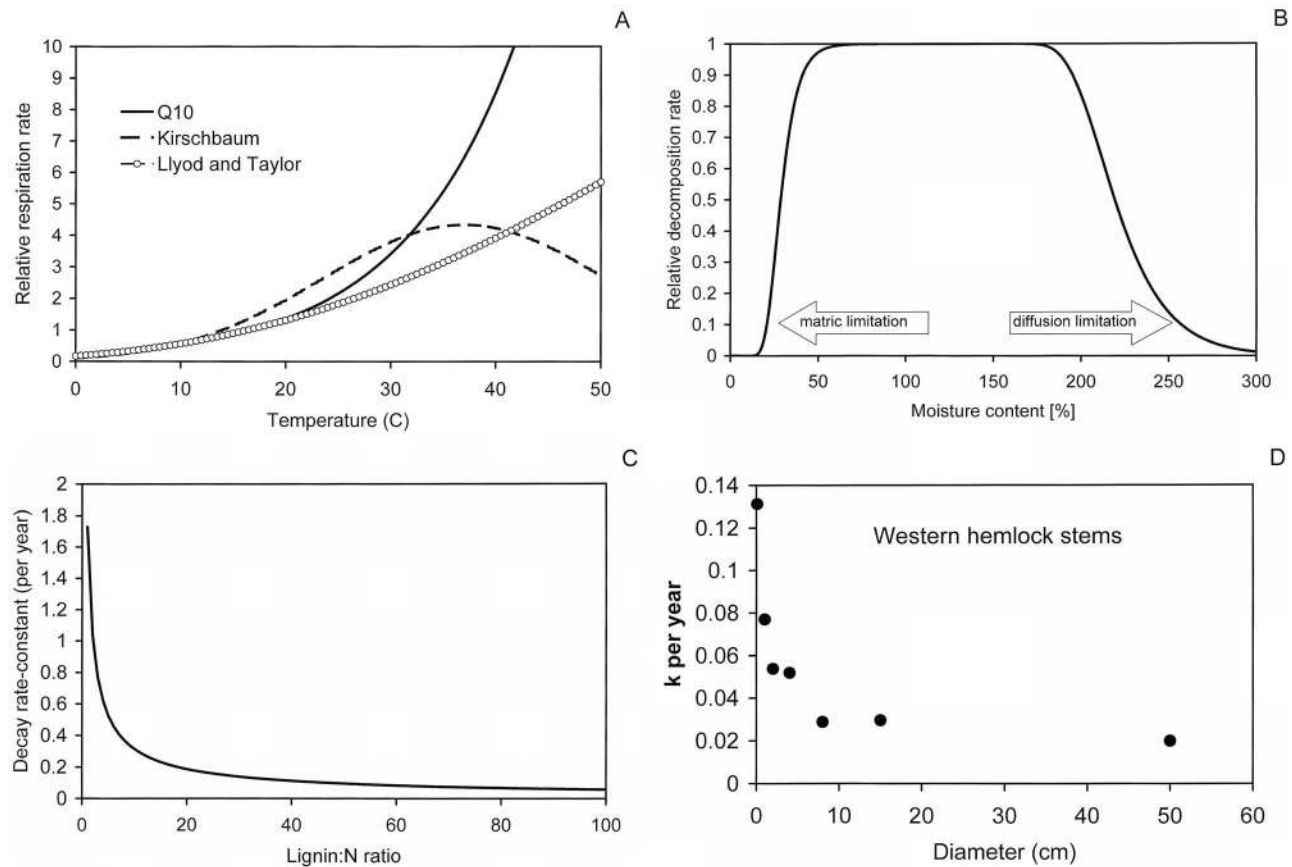 A
10
9
8
7
6
5
4
3
2
1
0
Relative respiration rate
Q10
Kirschbaum
Llyod and Taylor
0 10 20 30 40 50
Temperature (C)
B
1
0.9
0.8
0.7
0.6
0.5
0.4
0.3
0.2
0.1
0
Relative decomposition rate
matric limitation
diffusion limitation
0 50 100 150 200 250 300
Moisture content [%]
C
2
1.8
1.6
1.4
1.2
1
0.8
0.6
0.4
0.2
0
Decay rate-constant (per year)
0 20 40 60 80 100
Lignin:N ratio
D
0.14
0.12
0.1
0.08
0.06
0.04
0.02
0
k per year
Western hemlock stems
0 10 20 30 40 50 60
Diameter (cm)